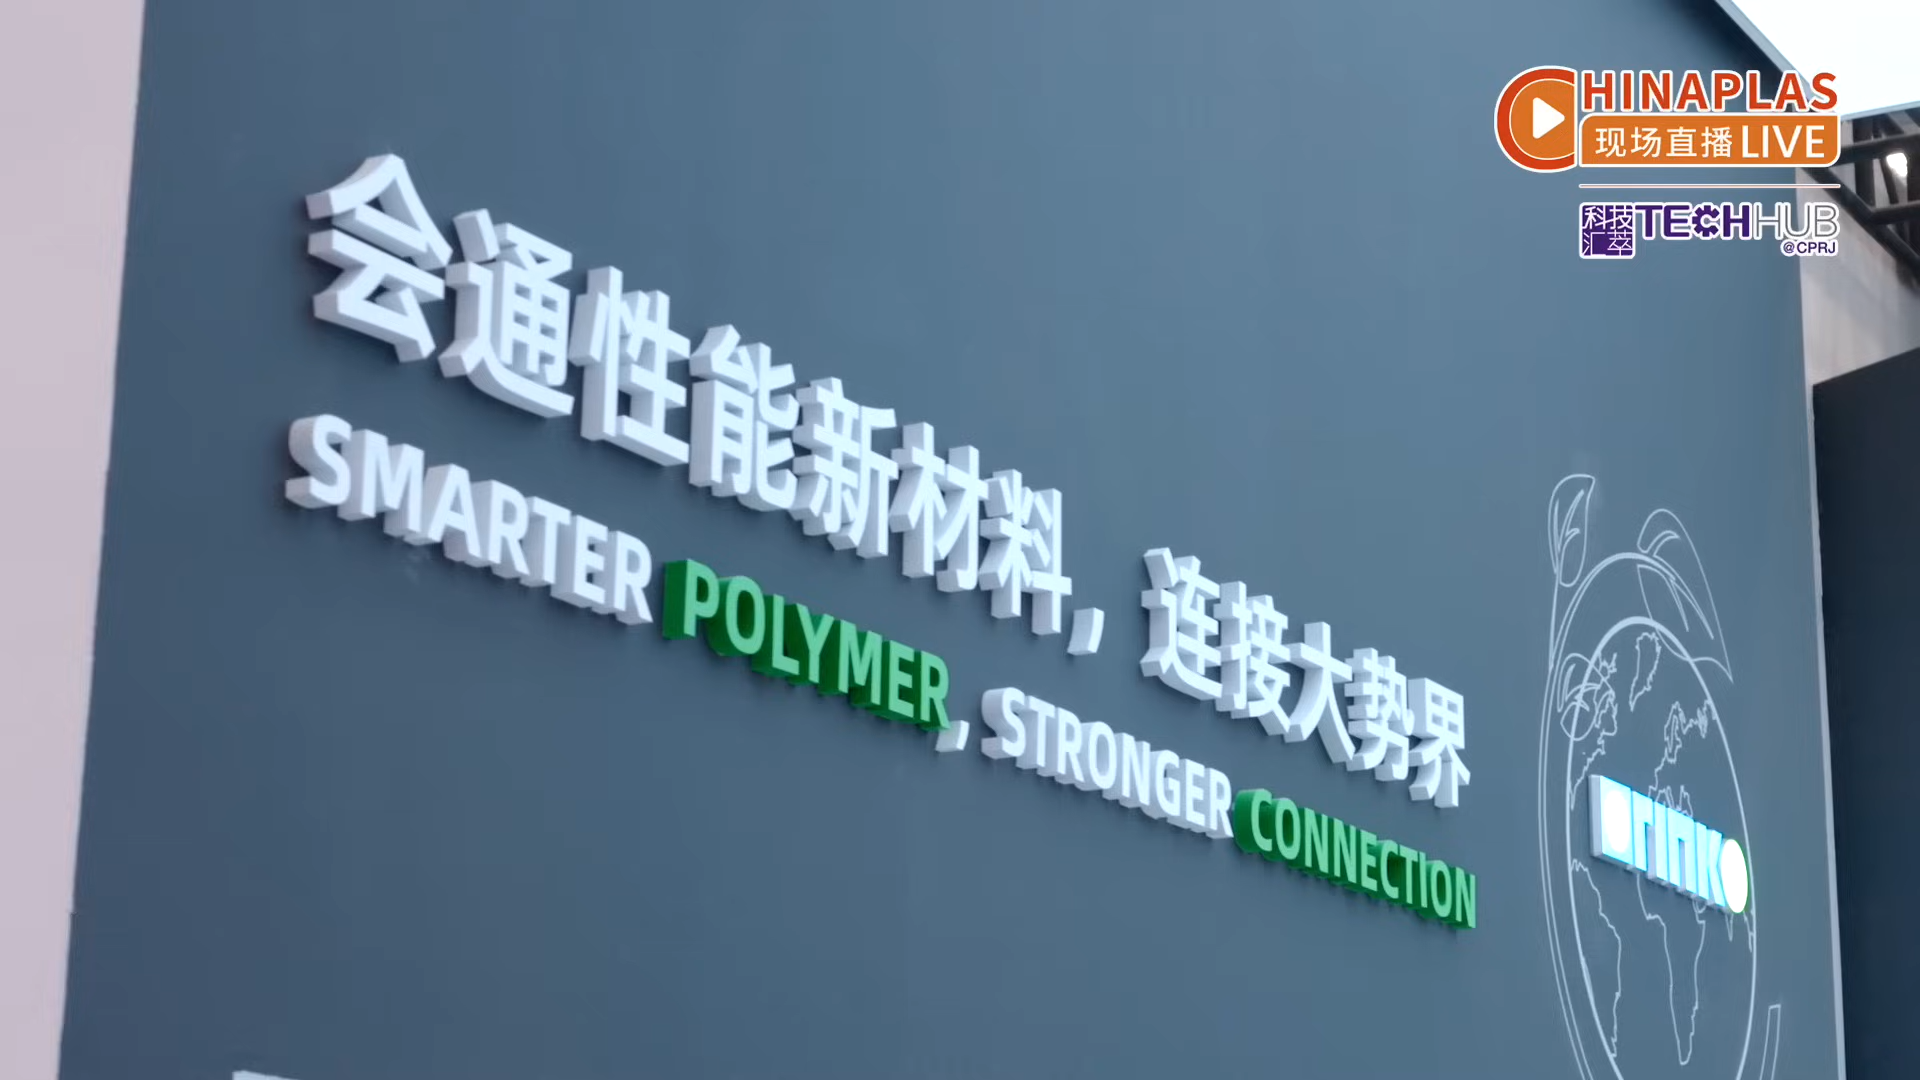 CHINAPLAS
现场直播 LIVE
科技汇萃 TECHHUB
@CPRJ
会通性能新材料，连接大势界
SMARTER POLYMER, STRONGER CONNECTION
orinko